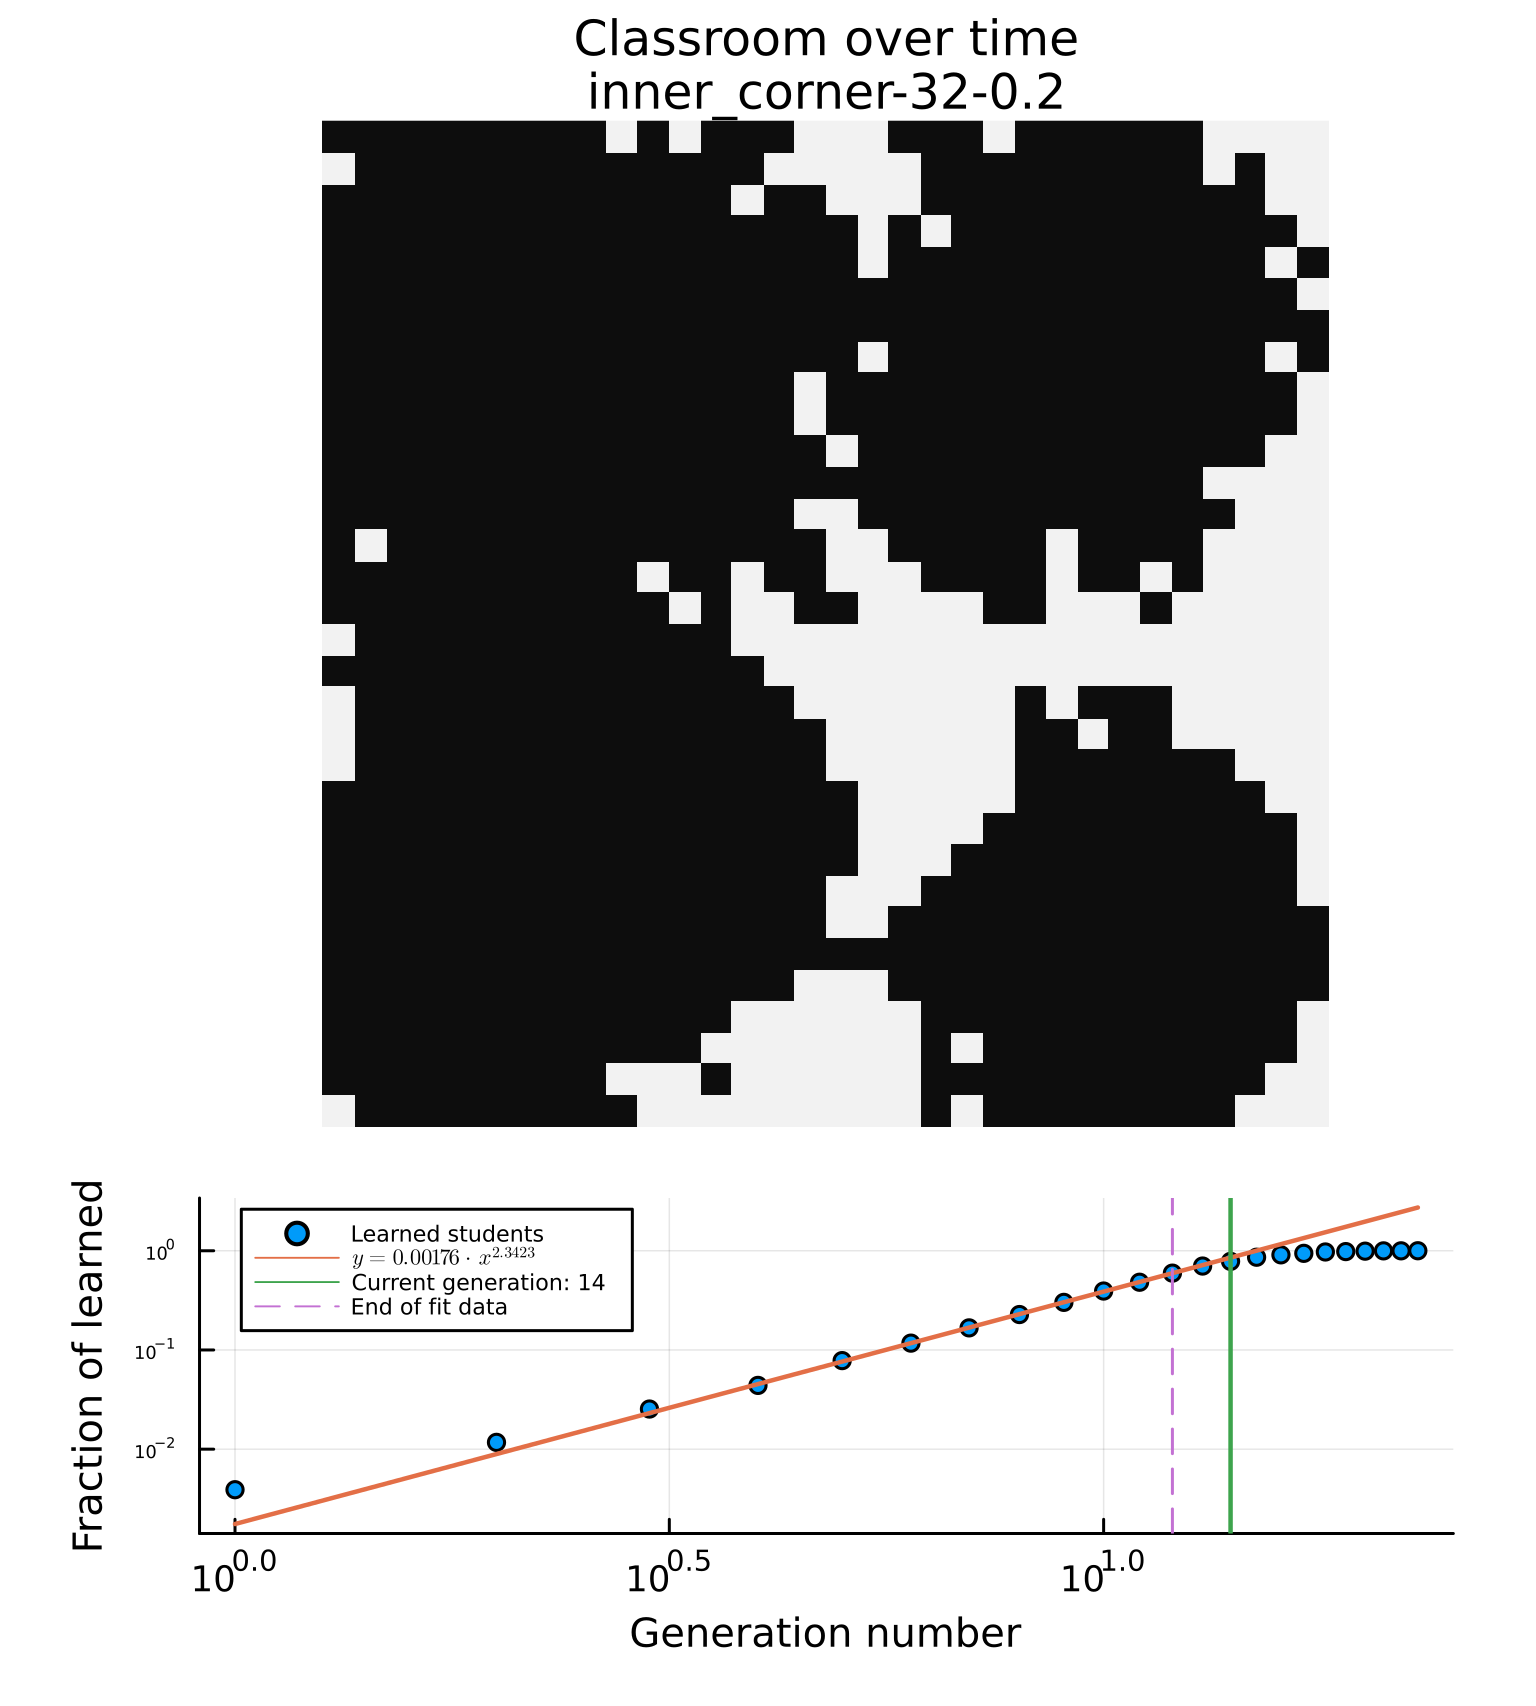 Classroom over time
inner_corner-32-0.2
Fraction of learned
10⁰
10⁻¹
10⁻²
Learned students
y = 0.00176 · x^{2.3423}
Current generation: 14
End of fit data
10^{0.0}
10^{0.5}
10^{1.0}
Generation number